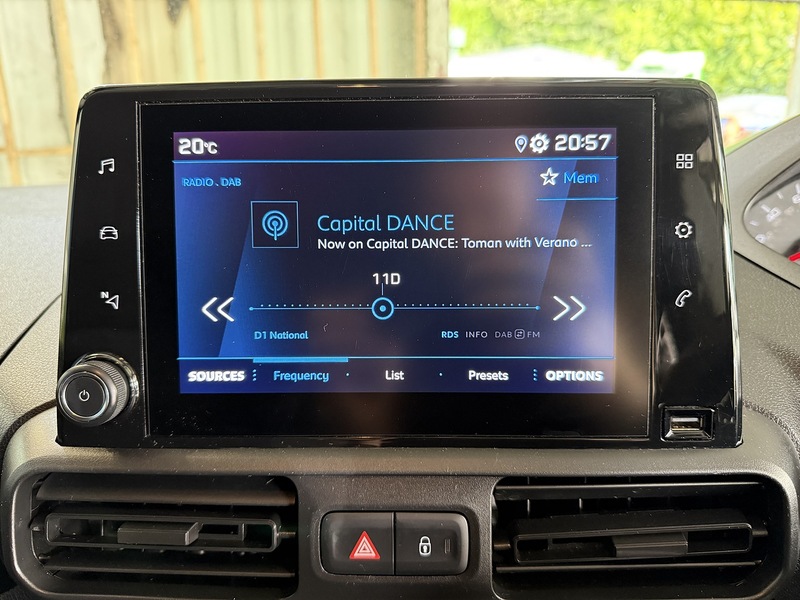 20°C
20:57
RADIO . DAB
Mem
Capital DANCE
Now on Capital DANCE: Toman with Verano ...
11D
D1 National
RDS INFO DAB FM
SOURCES Frequency List Presets OPTIONS
N